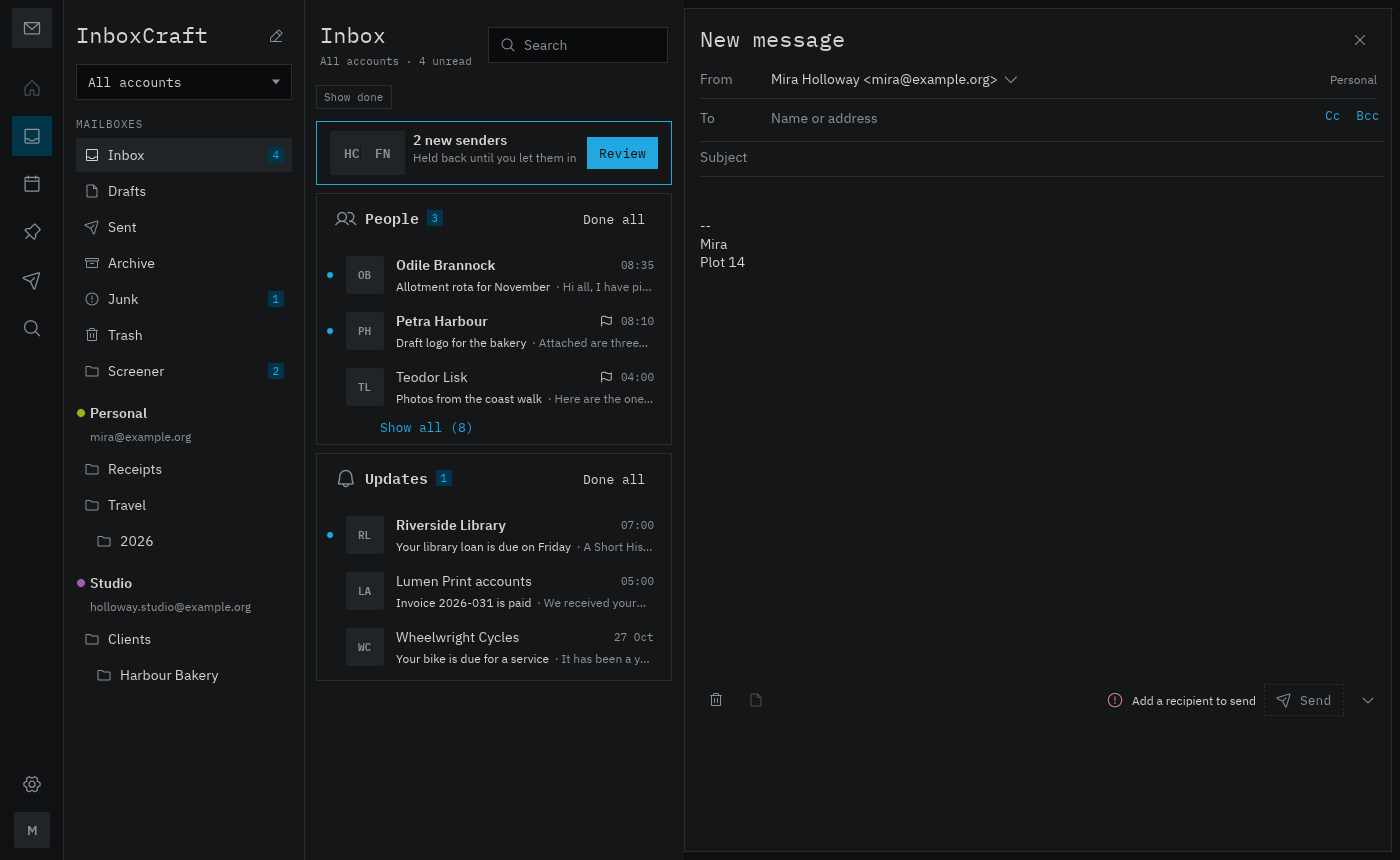 InboxCraft
All accounts
MAILBOXES
Inbox 4
Drafts
Sent
Archive
Junk 1
Trash
Screener 2
Personal
mira@example.org
Receipts
Travel
2026
Studio
holloway.studio@example.org
Clients
Harbour Bakery
M
Inbox
All accounts · 4 unread
Search
Show done
HC FN
2 new senders
Held back until you let them in
Review
People 3 Done all
OB
Odile Brannock 08:35
Allotment rota for November · Hi all, I have pi…
PH
Petra Harbour 08:10
Draft logo for the bakery · Attached are three…
TL
Teodor Lisk 04:00
Photos from the coast walk · Here are the one…
Show all (8)
Updates 1 Done all
RL
Riverside Library 07:00
Your library loan is due on Friday · A Short His…
LA
Lumen Print accounts 05:00
Invoice 2026-031 is paid · We received your…
WC
Wheelwright Cycles 27 Oct
Your bike is due for a service · It has been a y…
New message
From Mira Holloway <mira@example.org> Personal
To Name or address Cc Bcc
Subject
--
Mira
Plot 14
Add a recipient to send Send